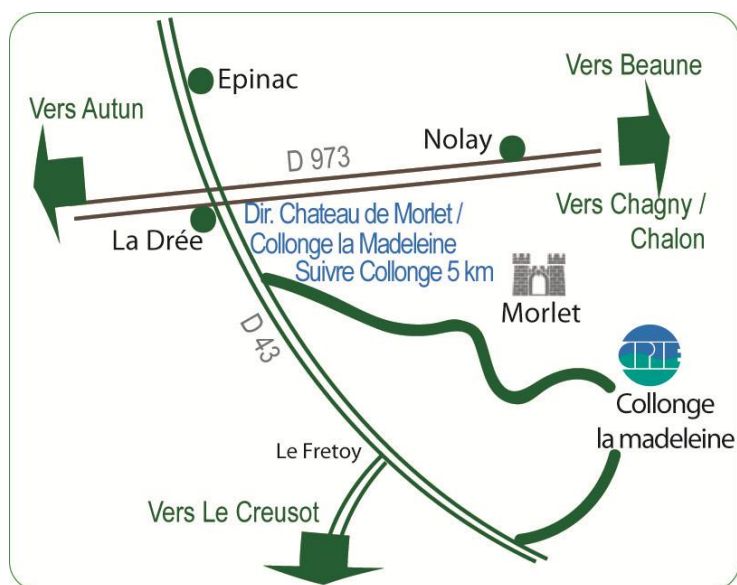 Vers Beaune
Epinac
Vers Autun
Nolay
D 973
Vers Chagny /
Chalon
La Drée
Dir. Chateau de Morlet /
Collonge la Madeleine
Suivre Collonge 5 km
Morlet
D 43
CPIE
Collonge
la madeleine
Le Fretoy
Vers Le Creusot